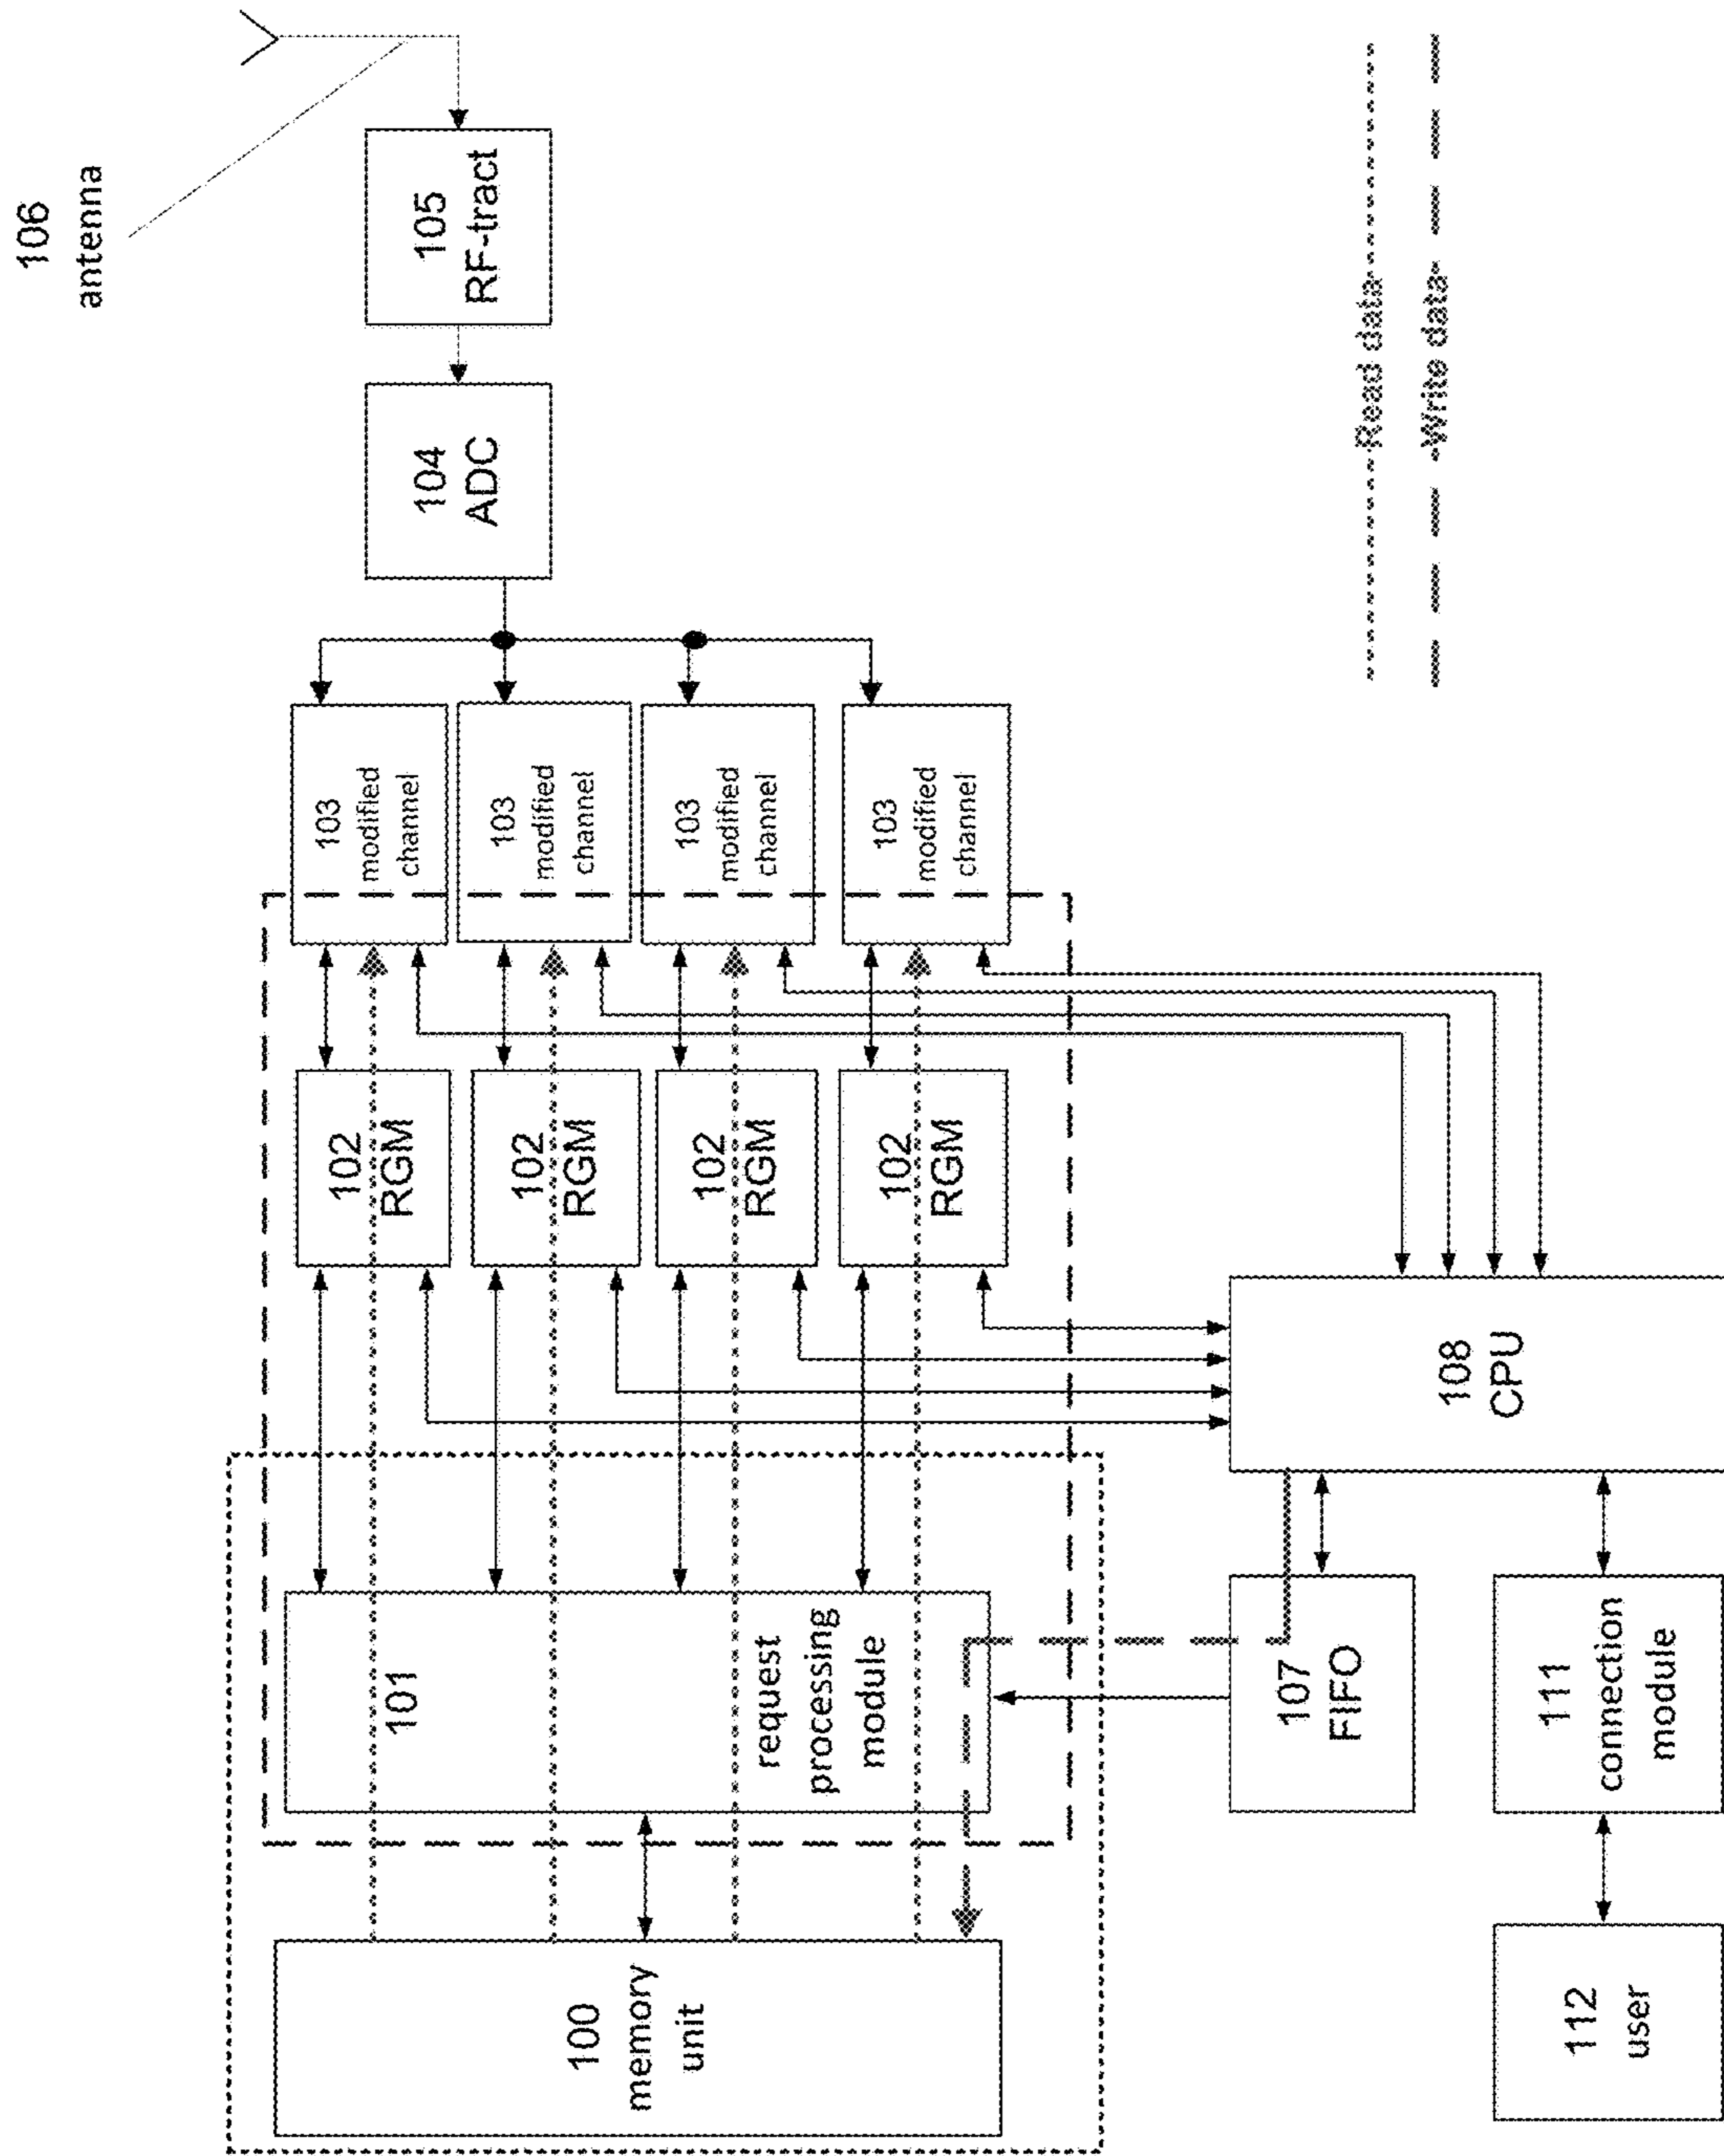 106
antenna
105
RF-tract
104
ADC
103
modified
channel
103
modified
channel
103
modified
channel
103
modified
channel
102
RGM
102
RGM
102
RGM
102
RGM
101
request
processing
module
100
memory
unit
108
CPU
107
FIFO
111
connection
module
112
user
Read data
Write data